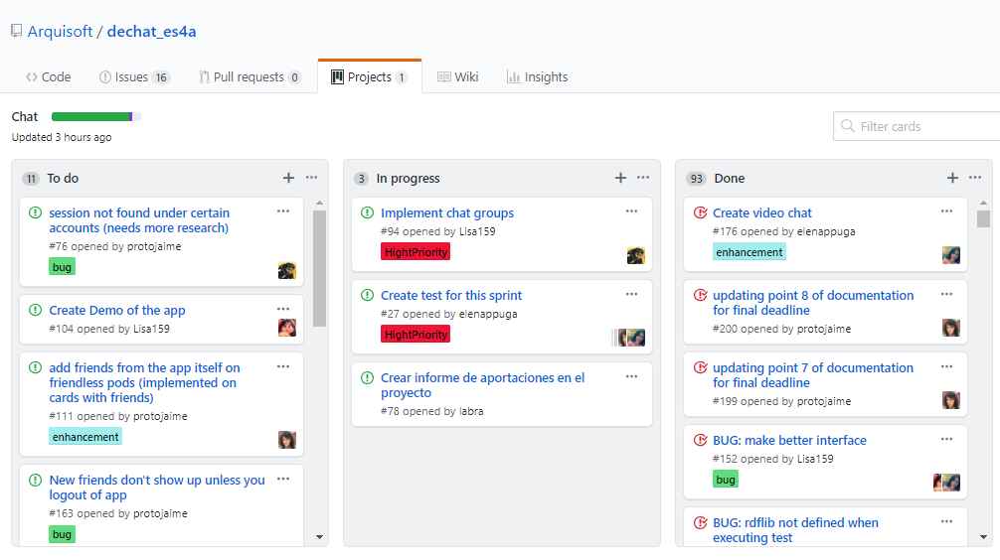 Arquisoft / dechat_es4a
Code
Issues 16
Pull requests 0
Projects 1
Wiki
Insights
Chat
Updated 3 hours ago
Filter cards
11 To do
session not found under certain
accounts (needs more research)
#76 opened by protojaime
bug
Create Demo of the app
#104 opened by Lisa159
add friends from the app itself on
friendless pods (implemented on
cards with friends)
#111 opened by protojaime
enhancement
New friends don't show up unless you
logout of app
#163 opened by protojaime
bug
3 In progress
Implement chat groups
#94 opened by Lisa159
HightPriority
Create test for this sprint
#27 opened by elenappuga
HightPriority
Crear informe de aportaciones en el
proyecto
#78 opened by labra
93 Done
Create video chat
#176 opened by elenappuga
enhancement
updating point 8 of documentation
for final deadline
#200 opened by protojaime
updating point 7 of documentation
for final deadline
#199 opened by protojaime
BUG: make better interface
#152 opened by Lisa159
bug
BUG: rdflib not defined when
executing test